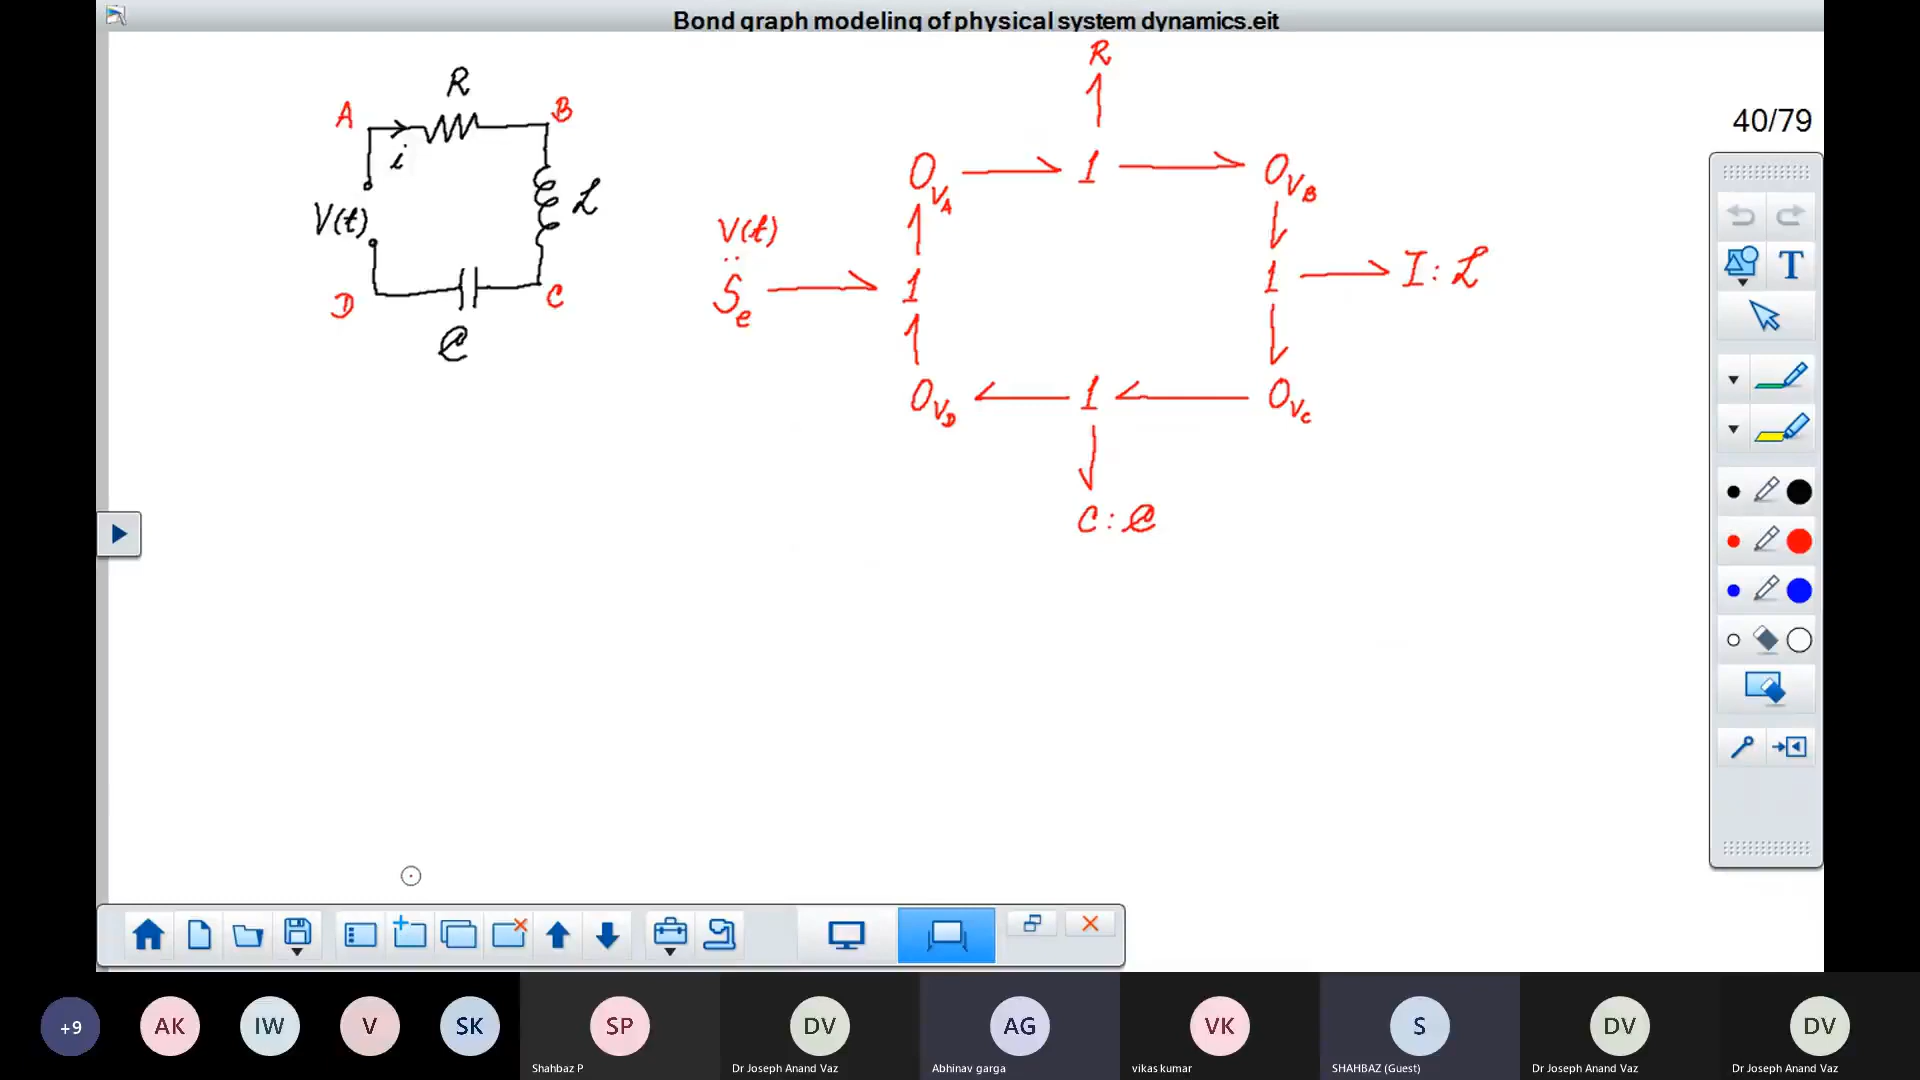 Bond graph modeling of physical system dynamics.eit
40/79
R
A
B
i
V(t)
L
D
C
C
R
0VA
1
0VB
V(t)
..
Se
1
1
I : L
0VD
1
0VC
C : C
T
+9
AK
IW
V
SK
SP
DV
AG
VK
S
DV
DV
Shahbaz P
Dr Joseph Anand Vaz
Abhinav garga
vikas kumar
SHAHBAZ (Guest)
Dr Joseph Anand Vaz
Dr Joseph Anand Vaz